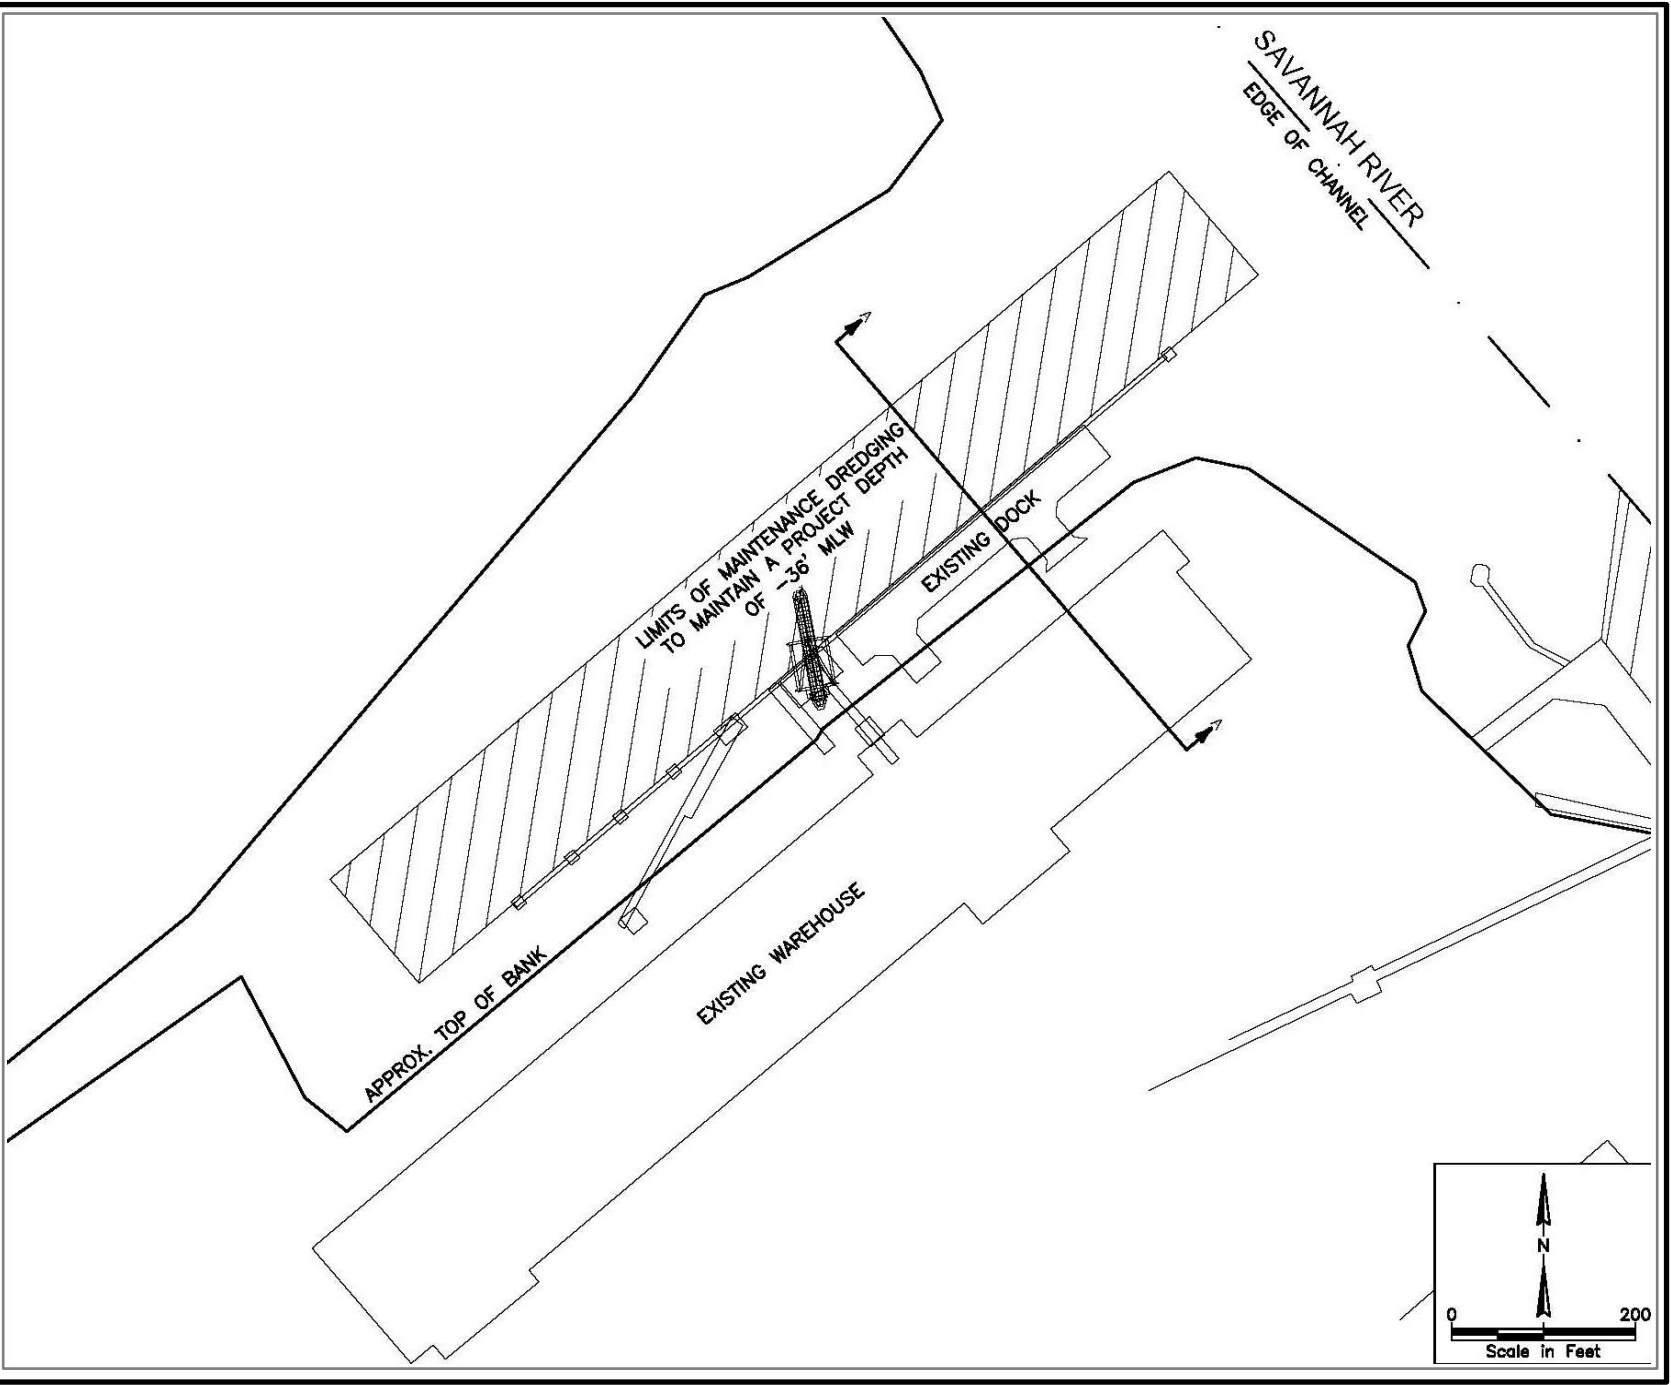 SAVANNAH RIVER
EDGE OF CHANNEL
A
LIMITS OF MAINTENANCE DREDGING
TO MAINTAIN A PROJECT DEPTH
OF -36' MLW
EXISTING DOCK
A
EXISTING WAREHOUSE
APPROX. TOP OF BANK
N
0 200
Scale in Feet